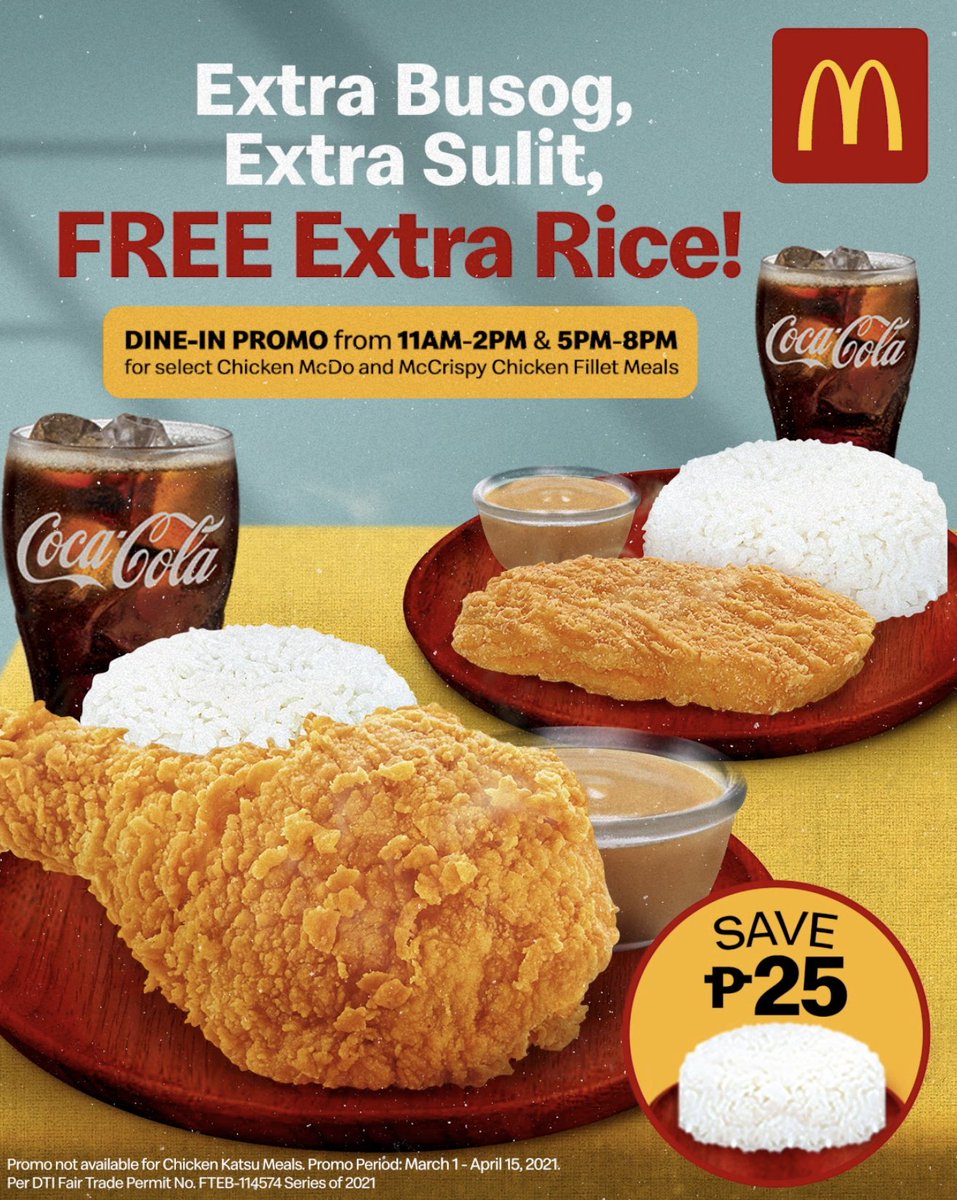 Extra Busog,
Extra Sulit,
FREE Extra Rice!
DINE-IN PROMO from 11AM-2PM & 5PM-8PM
for select Chicken McDo and McCrispy Chicken Fillet Meals
Coca-Cola
Coca-Cola
SAVE
₱25
Promo not available for Chicken Katsu Meals. Promo Period: March 1 - April 15, 2021.
Per DTI Fair Trade Permit No. FTEB-114574 Series of 2021